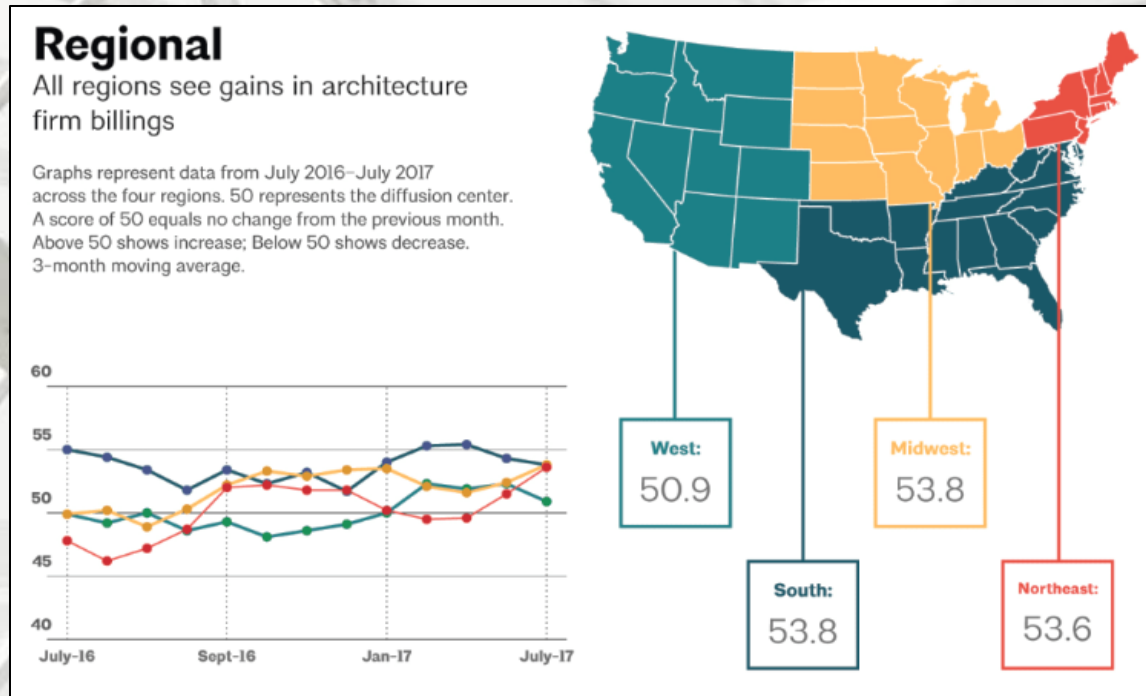 Regional
All regions see gains in architecture
firm billings
Graphs represent data from July 2016–July 2017
across the four regions. 50 represents the diffusion center.
A score of 50 equals no change from the previous month.
Above 50 shows increase; Below 50 shows decrease.
3-month moving average.
60
55
50
45
40
July-16
Sept-16
Jan-17
July-17
West:
50.9
Midwest:
53.8
South:
53.8
Northeast:
53.6